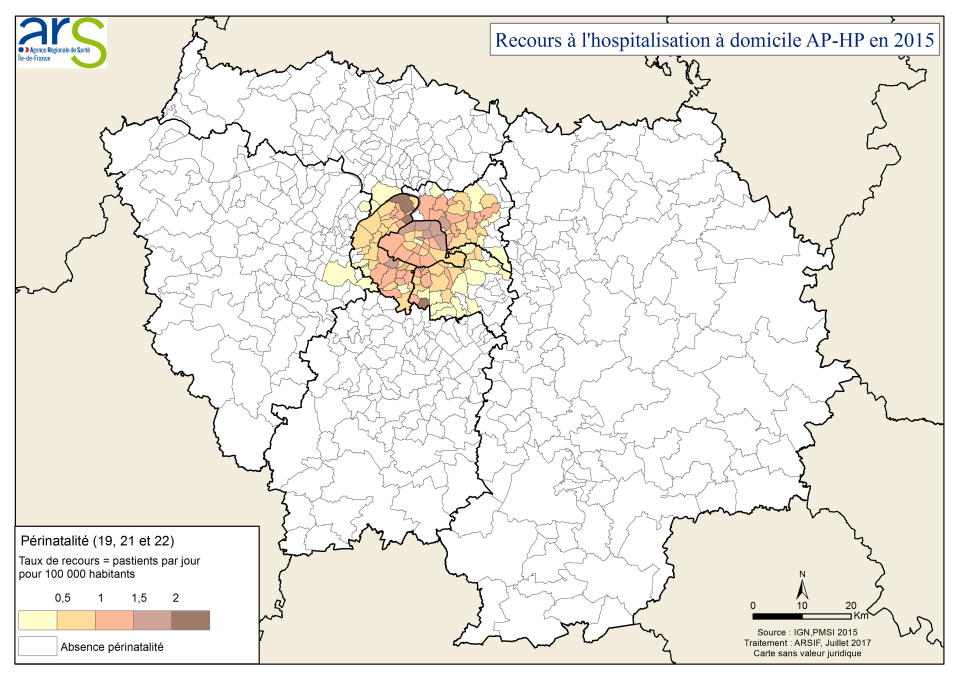 ars
Agence Régionale de Santé
Île-de-France
Recours à l'hospitalisation à domicile AP-HP en 2015
Périnatalité (19, 21 et 22)
Taux de recours = pastients par jour
pour 100 000 habitants
0,5 1 1,5 2
Absence périnatalité
N
0 10 20
Km
Source : IGN,PMSI 2015
Traitement : ARSIF, Juillet 2017
Carte sans valeur juridique